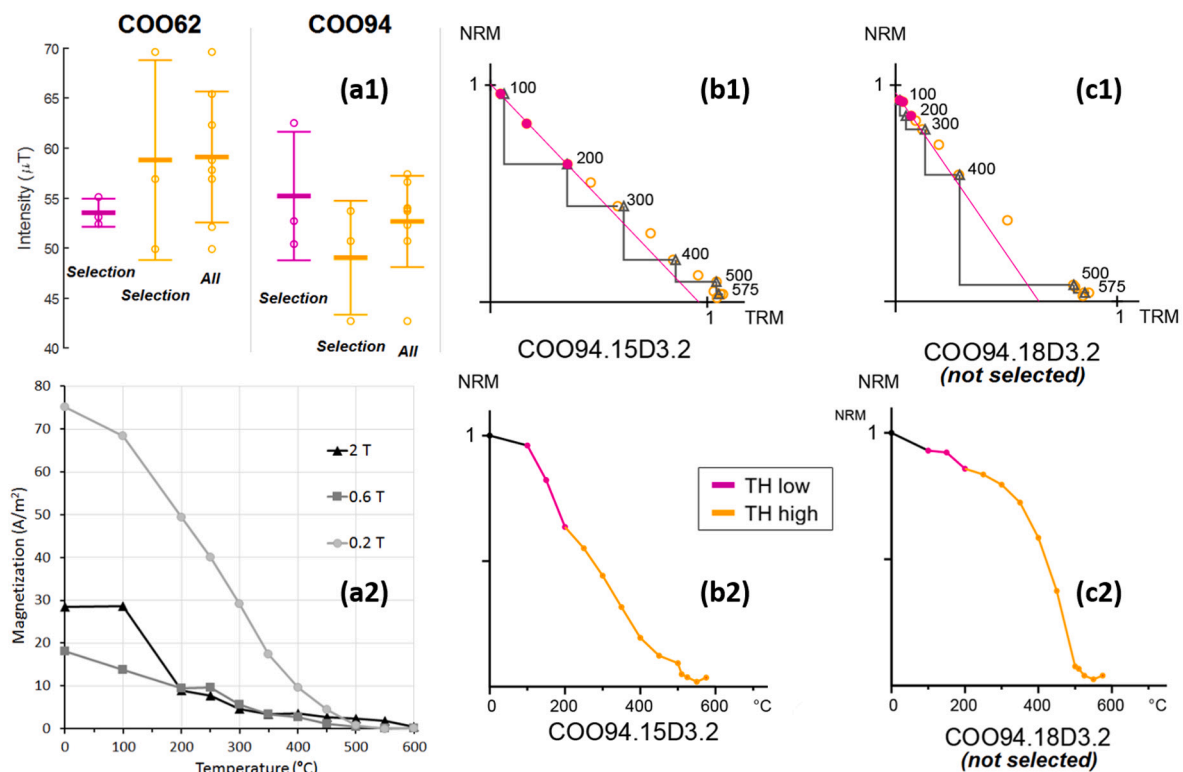 COO62
COO94
70
65
60
55
50
45
40
Intensity (μT)
Selection
Selection
All
Selection
Selection
All
(a1)
NRM
1
100
200
300
400
500
575
1
TRM
(b1)
COO94.15D3.2
NRM
1
100
200
300
400
500
575
1
TRM
(c1)
COO94.18D3.2
(not selected)
80
70
60
50
40
30
20
10
0
Magnetization (A/m²)
2 T
0.6 T
0.2 T
(a2)
0
100
200
300
400
500
600
Temperature (°C)
NRM
1
TH low
TH high
(b2)
0
200
400
600
°C
COO94.15D3.2
NRM
NRM
1
(c2)
0
200
400
600
°C
COO94.18D3.2
(not selected)